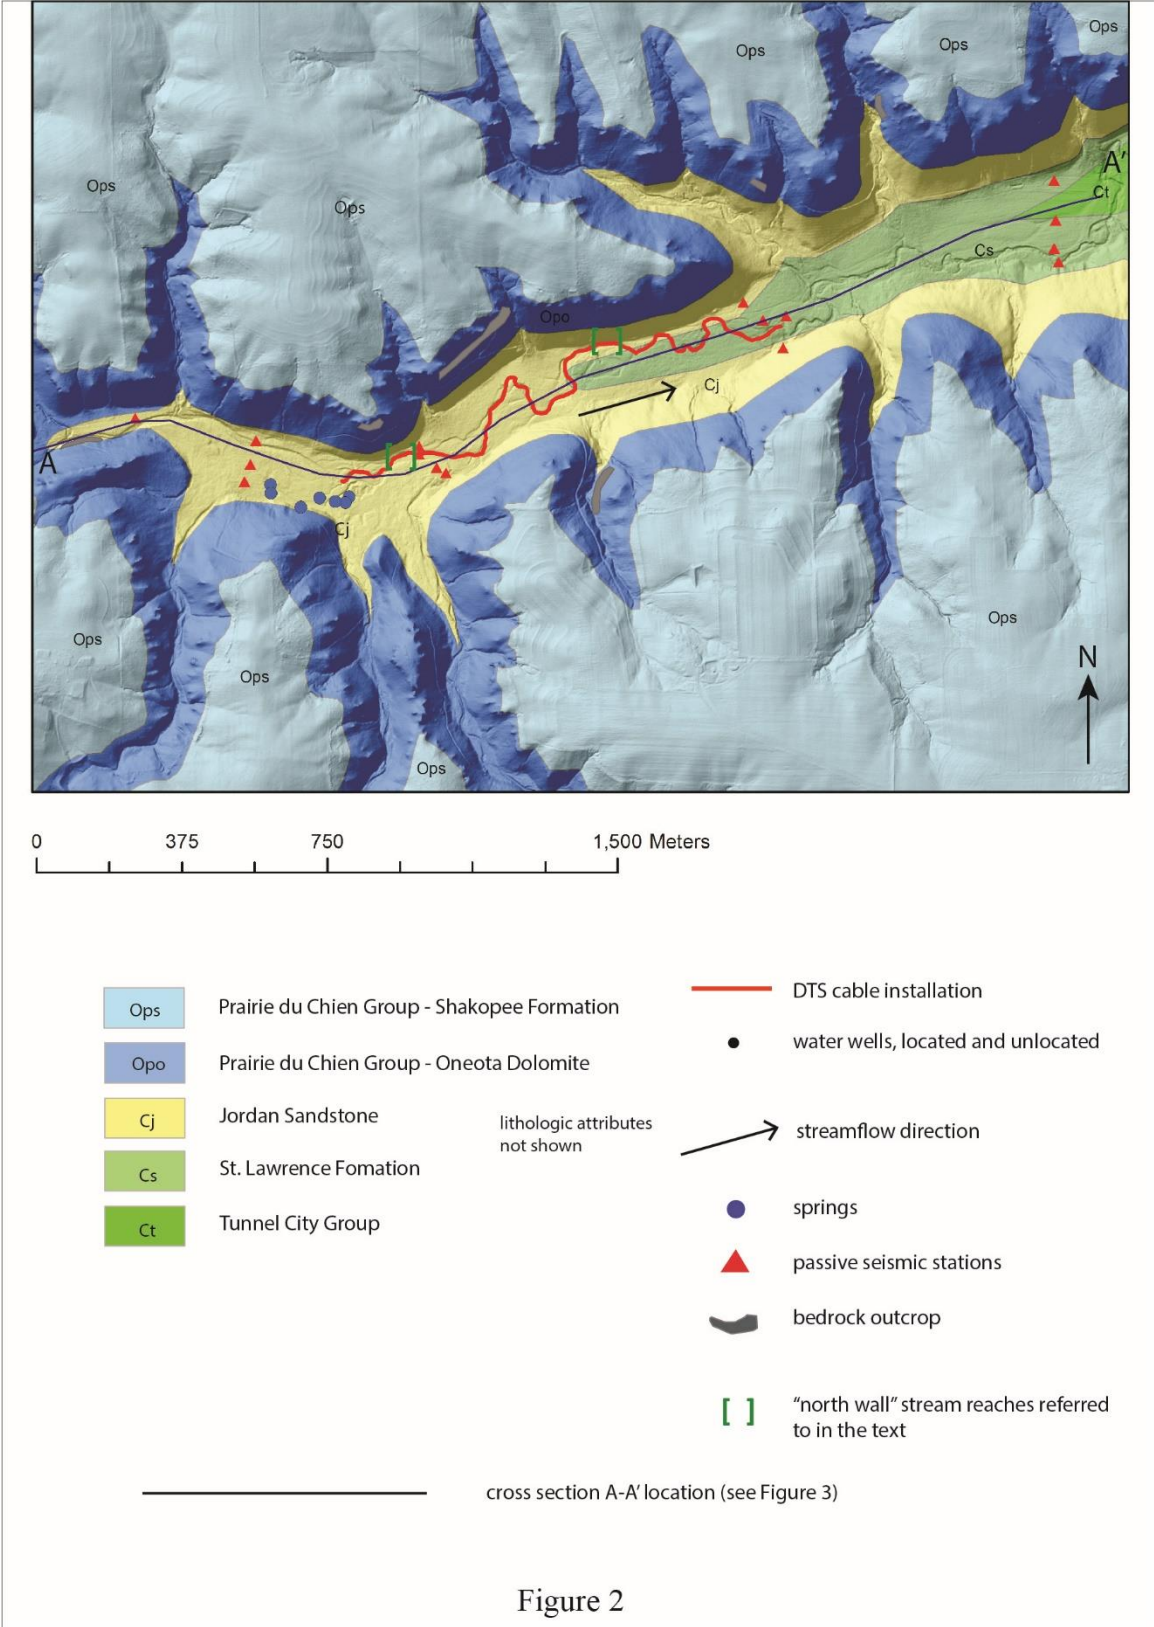 Ops
Ops
Ops
A'
Ops
Ops
Ct
Cs
Opo
Cj
A
Cj
Ops
Ops
Ops
Ops
N
0 375 750 1,500 Meters
Ops Prairie du Chien Group - Shakopee Formation
Opo Prairie du Chien Group - Oneota Dolomite
Cj Jordan Sandstone
Cs St. Lawrence Fomation
Ct Tunnel City Group
lithologic attributes
not shown
DTS cable installation
water wells, located and unlocated
streamflow direction
springs
passive seismic stations
bedrock outcrop
[ ] “north wall” stream reaches referred
to in the text
cross section A-A’ location (see Figure 3)
Figure 2